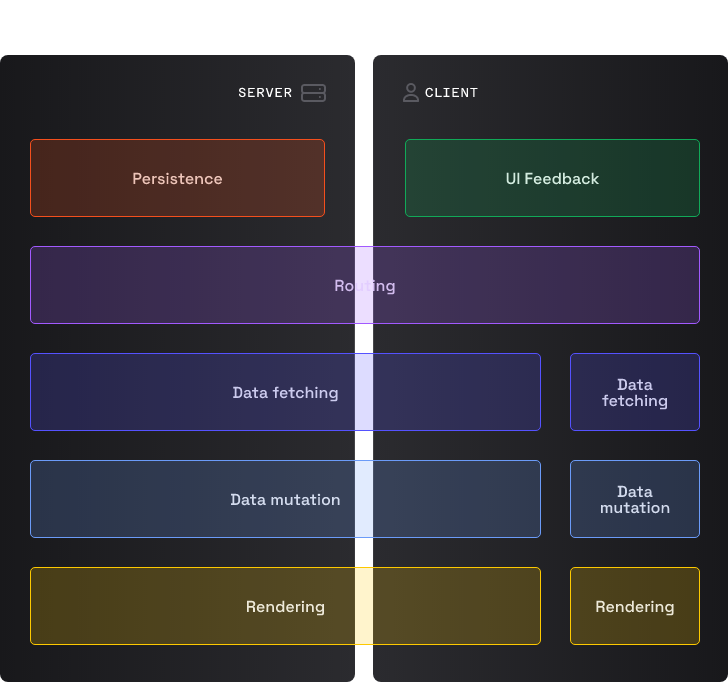 SERVER
CLIENT
Persistence
UI Feedback
Routing
Data fetching
Data
fetching
Data mutation
Data
mutation
Rendering
Rendering